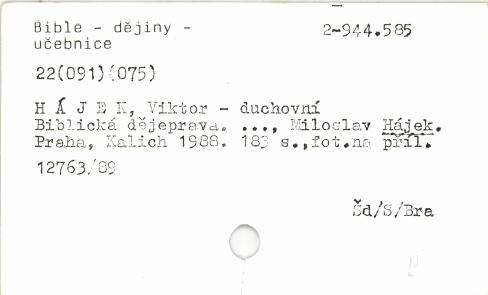 Bible - dějiny - 2-944.585
učebnice
22(091)(075)
H Á J E K, Viktor - duchovní
Biblická dějeprava. ..., Miloslav Hájek.
Praha, Kalich 1988. 183 s.,fot.na příl.
12763/89
Šd/S/Bra